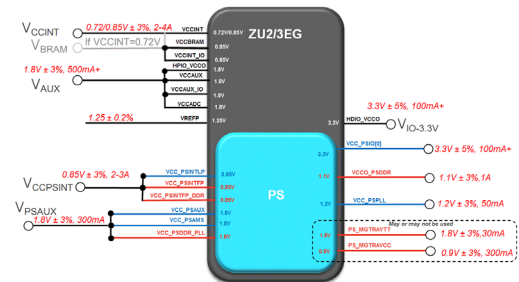 0.72/0.85V ± 3%, 2-4A
VCCINT
VCCINT
0.72V/0.85V
ZU2/3EG
If VCCINT=0.72V
VBRAM
VCCBRAM
0.85V
VCCINT_IO
0.85V
HPIO_VCCO
1.8V
1.8V ± 3%, 500mA+
VAUX
VCCAUX
1.8V
VCCAUX_IO
1.8V
VCCADC
1.8V
1.25 ± 0.2%
VREFP
1.25V
3.3V ± 5%, 100mA+
3.3V
HDIO_VCCO
VIO-3.3V
3.3V
VCC_PSIO[0]
3.3V ± 5%, 100mA+
0.85V ± 3%, 2-3A
VCCPSINT
VCC_PSINTLP
0.85V
VCC_PSINTFP
0.85V
VCC_PSINTFP_DDR
0.85V
1.1V
VCCO_PSDDR
1.1V ± 3%,1A
PS
1.2V
VCC_PSPLL
1.2V ± 3%, 50mA
VPSAUX
1.8V ± 3%, 300mA
VCC_PSAUX
1.8V
VCC_PSAMS
1.8V
VCC_PSDDR_PLL
1.8V
May or may not be used
1.8V
PS_MGTRAVTT
1.8V ± 3%,30mA
0.9V
PS_MGTRAVCC
0.9V ± 3%, 300mA